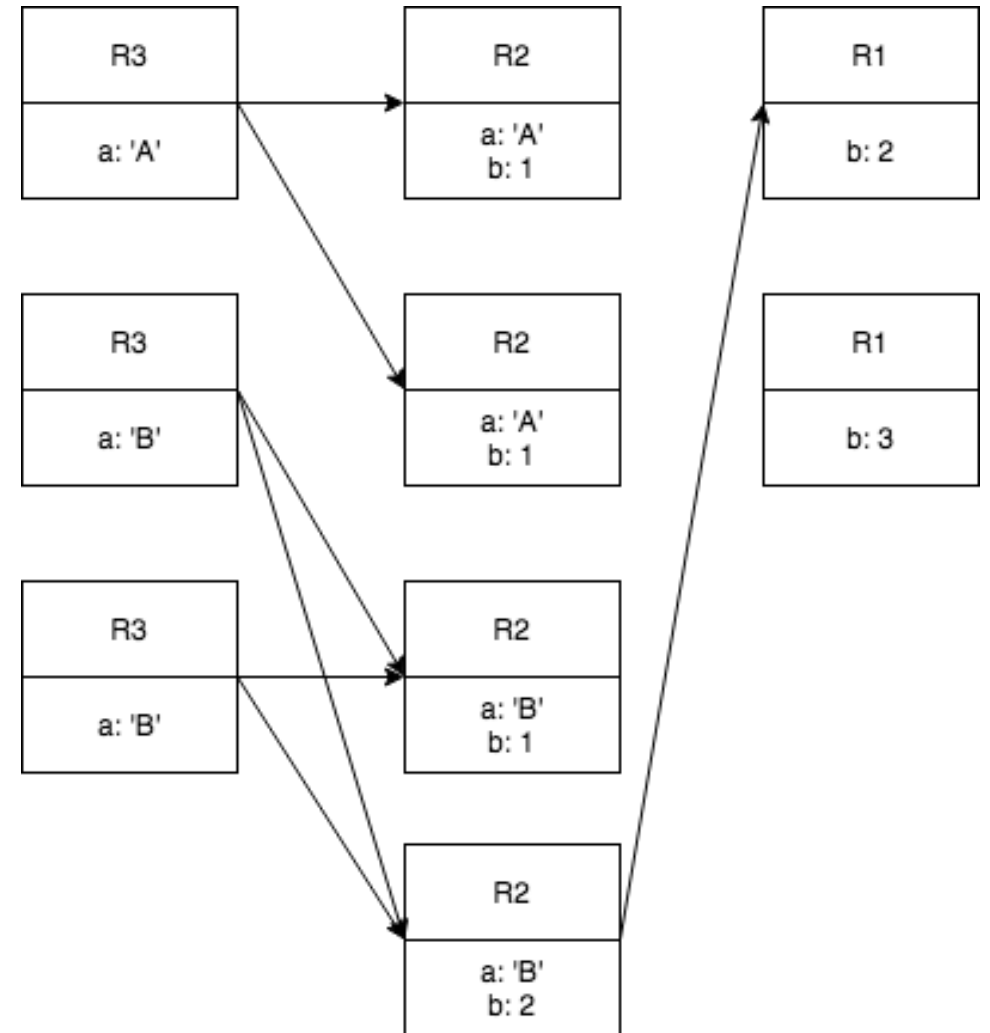 R3
a: 'A'
R2
a: 'A'
b: 1
R1
b: 2
R3
a: 'B'
R2
a: 'A'
b: 1
R1
b: 3
R3
a: 'B'
R2
a: 'B'
b: 1
R2
a: 'B'
b: 2